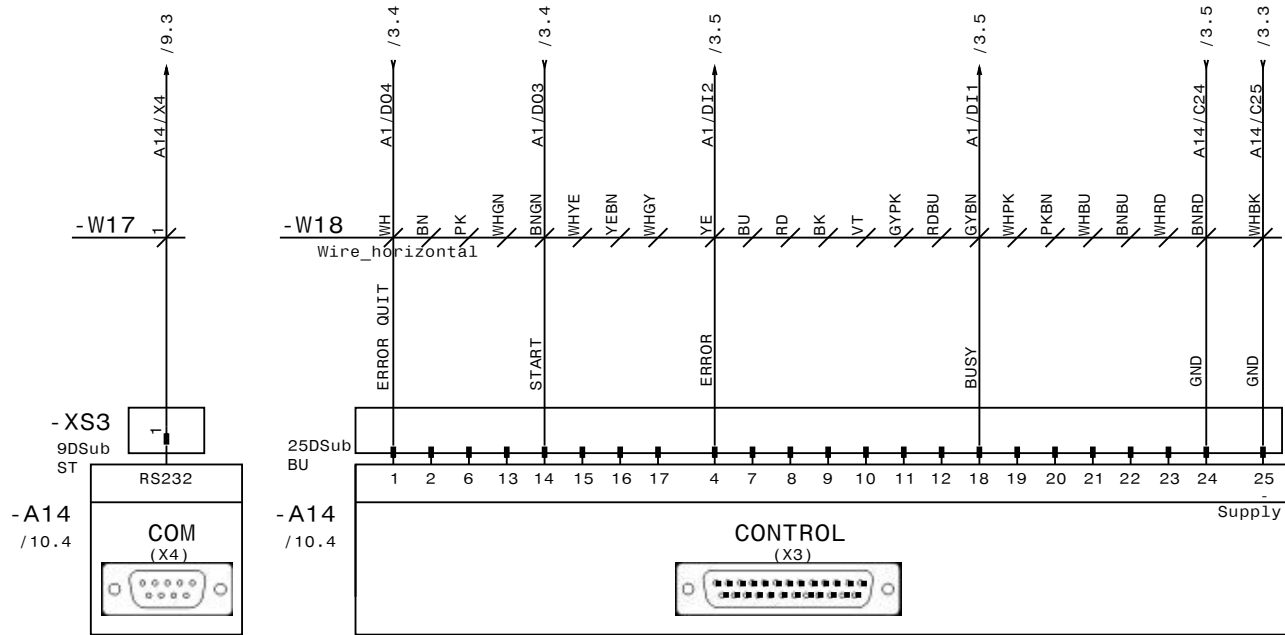 /9.3
/3.4
/3.4
/3.5
/3.5
/3.5
/3.3
A14/X4
A1/DO4
A1/DO3
A1/DI2
A1/DI1
A14/C24
A14/C25
-W17
1
-W18
WH
BN
PK
WHGN
BNGN
WHYE
YEBN
WHGY
YE
BU
RD
BK
VT
GYPK
RDBU
GYBN
WHPK
PKBN
WHBU
BNBU
WHRD
BNRD
WHBK
Wire_horizontal
ERROR QUIT
START
ERROR
BUSY
GND
GND
-XS3
1
9DSub
ST
25DSub
BU
RS232
1 2 6 13 14 15 16 17 4 7 8 9 10 11 12 18 19 20 21 22 23 24 25
-
Supply
-A14
/10.4
COM
(X4)
-A14
/10.4
CONTROL
(X3)